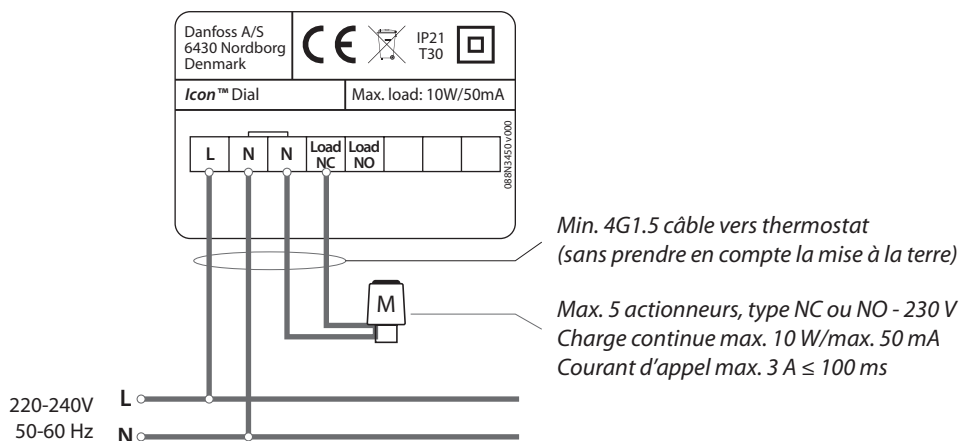 Danfoss A/S
6430 Nordborg
Denmark
CE
IP21
T30
Icon™ Dial
Max. load: 10W/50mA
L N N Load NC Load NO
088N3450 v000
Min. 4G1.5 câble vers thermostat
(sans prendre en compte la mise à la terre)
M
Max. 5 actionneurs, type NC ou NO - 230 V
Charge continue max. 10 W/max. 50 mA
Courant d’appel max. 3 A ≤ 100 ms
220-240V L
50-60 Hz N